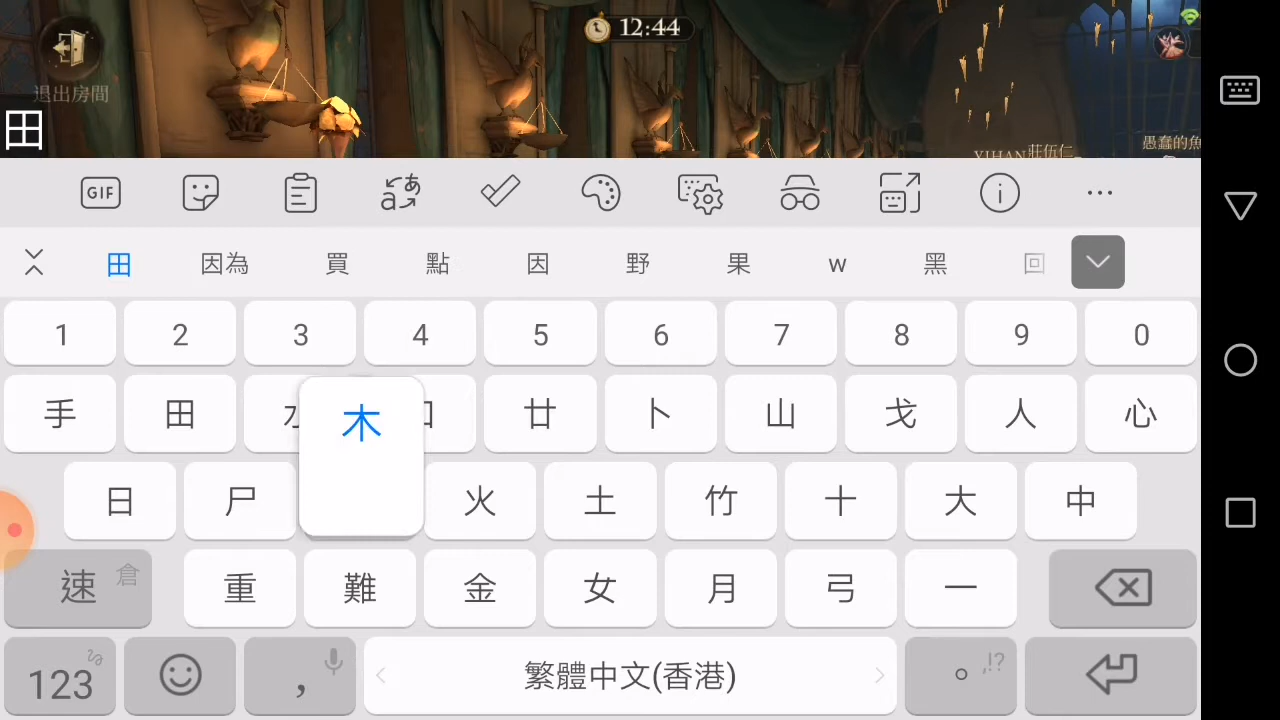 12:44
退出房間
田
YIHAN莊伍仁
愚蠢的魚
GIF
a あ
田 因為 買 點 因 野 果 w 黑 回
1 2 3 4 5 6 7 8 9 0
手 田 木 廿 卜 山 戈 人 心
日 尸 火 土 竹 十 大 中
速 倉 重 難 金 女 月 弓 一
123 , 繁體中文(香港) 。 ,!?